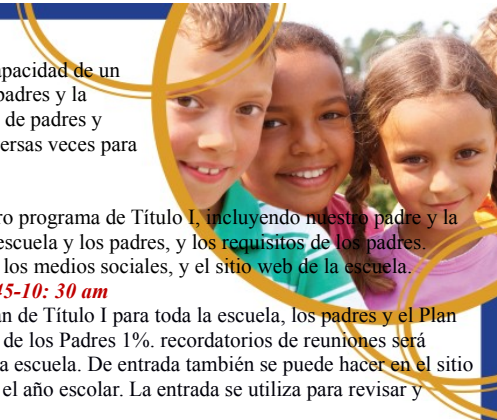 apacidad de un
padres y la
de padres y
versas veces para
ro programa de Título I, incluyendo nuestro padre y la
escuela y los padres, y los requisitos de los padres.
los medios sociales, y el sitio web de la escuela.
45-10: 30 am
an de Título I para toda la escuela, los padres y el Plan
de los Padres 1%. recordatorios de reuniones será
a escuela. De entrada también se puede hacer en el sitio
el año escolar. La entrada se utiliza para revisar y